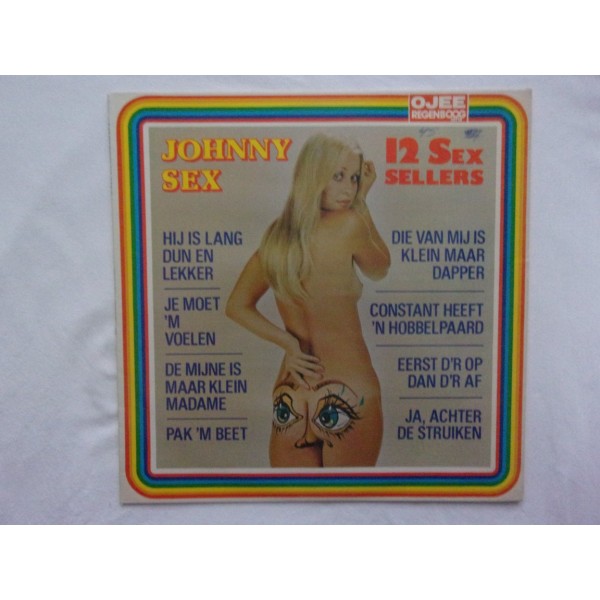 OJEE
REGENBOOG
JOHNNY
SEX
12 SEX
SELLERS
HIJ IS LANG
DUN EN
LEKKER
JE MOET
'M
VOELEN
DE MIJNE IS
MAAR KLEIN
MADAME
PAK 'M BEET
DIE VAN MIJ IS
KLEIN MAAR
DAPPER
CONSTANT HEEFT
'N HOBBELPAARD
EERST D'R OP
DAN D'R AF
JA, ACHTER
DE STRUIKEN